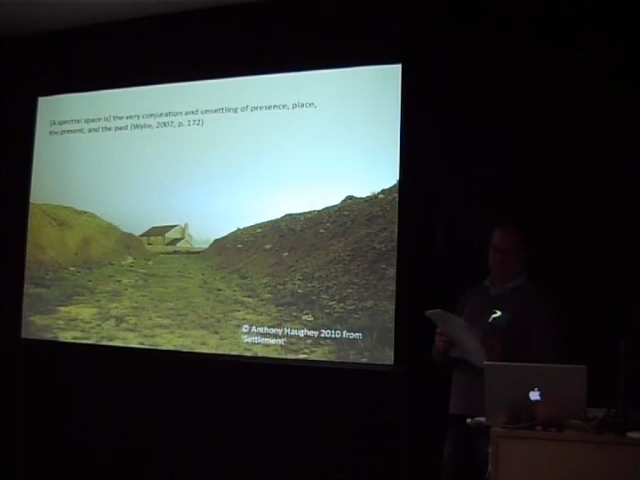 [A spectral space is] the very conjuration and unsettling of presence, place,
the present, and the past (Wylie, 2007, p. 172)
© Anthony Haughey 2010 from
'Settlement'